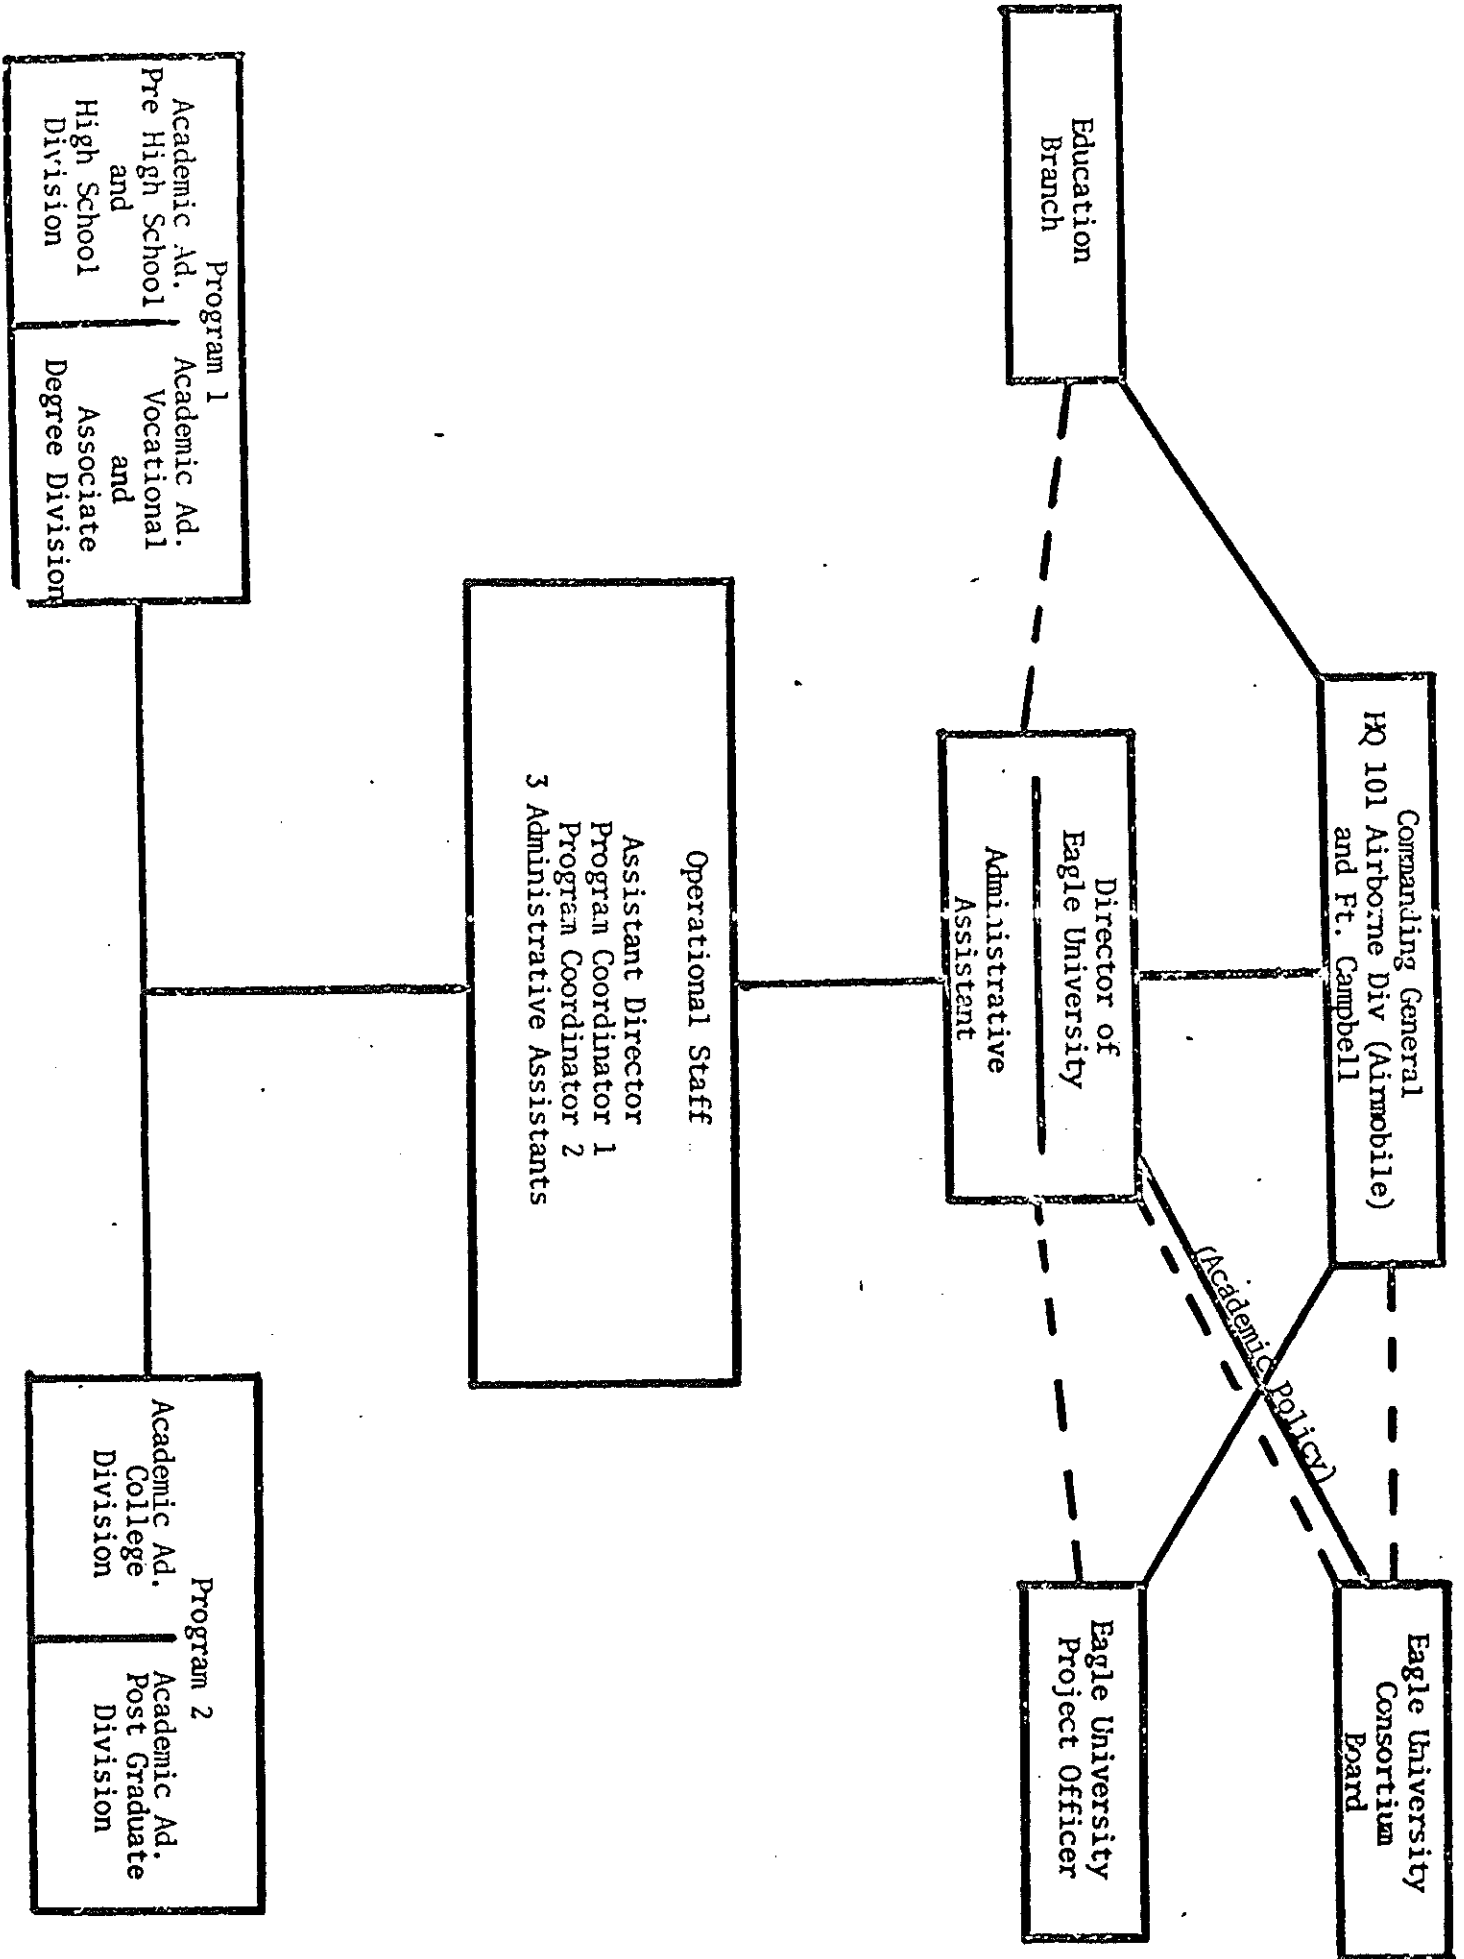 Commanding General
HQ 101 Airborne Div (Airmobile)
and Ft. Campbell
Eagle University
Consortium
Board
(Academic Policy)
Education
Branch
Director of
Eagle University
Administrative
Assistant
Eagle University
Project Officer
Operational Staff
Assistant Director
Program Coordinator 1
Program Coordinator 2
3 Administrative Assistants
Program 1
Academic Ad.
Pre High School
and
High School
Division
Academic Ad.
Vocational
and
Associate
Degree Division
Program 2
Academic Ad.
College
Division
Academic Ad.
Post Graduate
Division